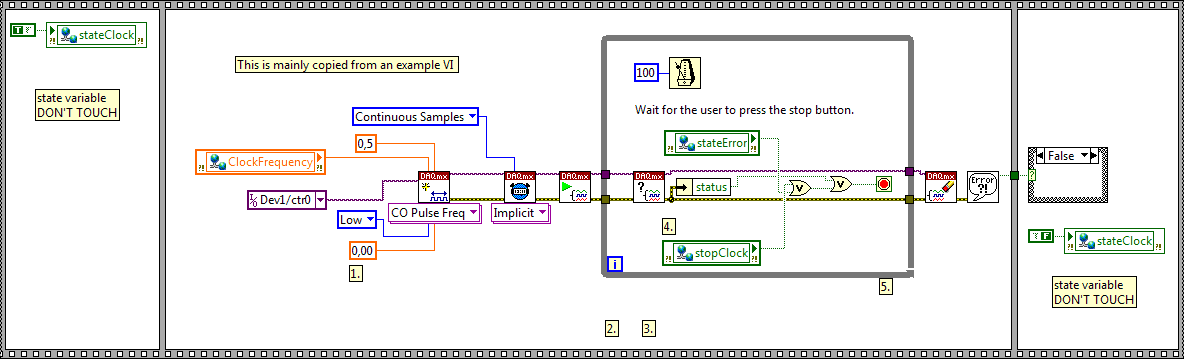 T
?! stateClock ?!
state variable
DON'T TOUCH
This is mainly copied from an example VI
Continuous Samples
0,5
?! ClockFrequency ?!
I/O Dev1/ctr0
DAQmx
CO Pulse Freq
Low
0,00
1.
DAQmx
Implicit
DAQmx
100
Wait for the user to press the stop button.
?! stateError ?!
DAQmx
?
status
V
V
4.
?! stopClock ?!
i
5.
2.
3.
DAQmx
Error
?!
False
?
F
?! stateClock ?!
state variable
DON'T TOUCH